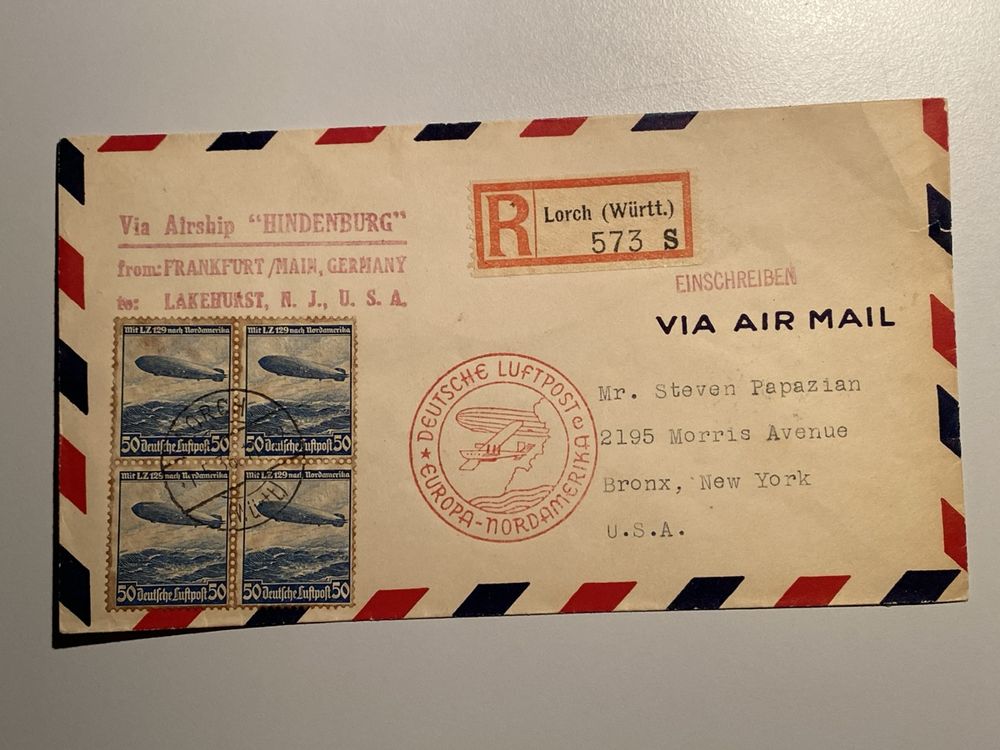 Via Airship "HINDENBURG"
from: FRANKFURT/MAIN, GERMANY
to: LAKEHURST, N. J., U. S. A.
R
Lorch (Württ.)
573 S
EINSCHREIBEN
VIA AIR MAIL
Mr. Steven Papazian
2195 Morris Avenue
Bronx, New York
U.S.A.
DEUTSCHE LUFTPOST
EUROPA-NORDAMERIKA
Mit LZ 129 nach Nordamerika
50 Deutsche Luftpost 50
Mit LZ 129 nach Nordamerika
50 Deutsche Luftpost 50
Mit LZ 129 nach Nordamerika
50 Deutsche Luftpost 50
Mit LZ 129 nach Nordamerika
50 Deutsche Luftpost 50
LORCH